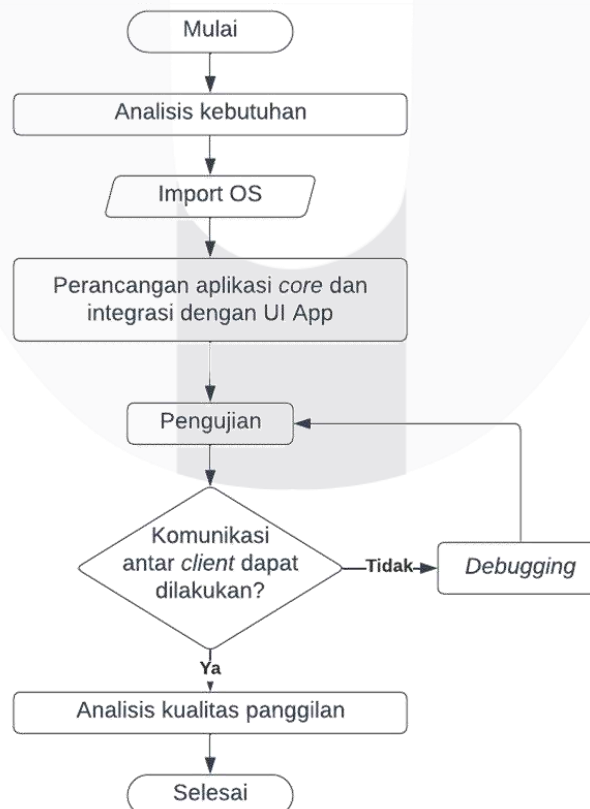 Mulai
Analisis kebutuhan
Import OS
Perancangan aplikasi core dan
integrasi dengan UI App
Pengujian
Komunikasi
antar client dapat
dilakukan?
Tidak
Debugging
Ya
Analisis kualitas panggilan
Selesai